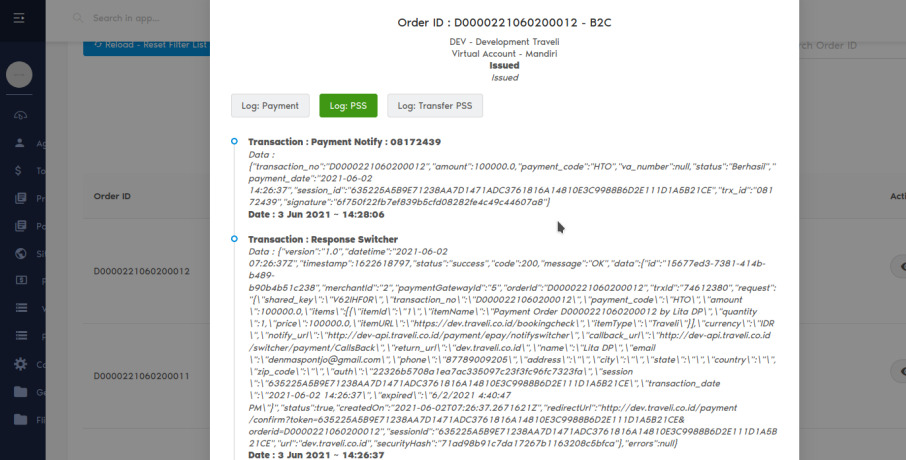 Search in app...
Reload - Reset Filter List
rch Order ID
Order ID : D0000221060200012 - B2C
DEV - Development Traveli
Virtual Account - Mandiri
Issued
Issued
Log: Payment
Log: PSS
Log: Transfer PSS
Transaction : Payment Notify : 08172439
Data :
{"transaction_no":"D0000221060200012","amount":100000.0,"payment_code":"HTO","va_number":null,"status":"Berhasil","
payment_date":"2021-06-02
14:26:37","session_id":"635225A5B9E71238AA7D1471ADC3761816A14810E3C9988B6D2E111D1A5B21CE","trx_id":"081
72439","signature":"6f750f22fb7ef839b5cfd08282fe4c49c44607a8"}
Date : 3 Jun 2021 ~ 14:28:06
Transaction : Response Switcher
Data : {"version":"1.0","datetime":"2021-06-02
07:26:37Z","timestamp":1622618797,"status":"success","code":200,"message":"OK","data":{"id":"15677ed3-7381-414b-
b489-
b90b4b51c238","merchantId":"2","paymentGatewayId":"5","orderId":"D0000221060200012","trxId":"74612380","request":
"{\"shared_key\":\"V62IHF0R\",\"transaction_no\":\"D0000221060200012\",\"payment_code\":\"HTO\",\"amount
\":100000.0,\"items\":[{\"itemId\":\"1\",\"itemName\":\"Payment Order D0000221060200012 by Lita DP\",\"quantity
\":1,\"price\":100000.0,\"itemURL\":\"https://dev.traveli.co.id/bookingcheck\",\"itemType\":\"Traveli\"}],\"currency\":\"IDR
\",\"notify_url\":\"http://dev-api.traveli.co.id/payment/epay/notifyswitcher\",\"callback_url\":\"http://dev-api.traveli.co.id
/switcher/payment/CallsBack\",\"return_url\":\"dev.traveli.co.id\",\"name\":\"Lita DP\",\"email
\":\"denmaspontjo@gmail.com\",\"phone\":\"87789009205\",\"address\":\"\",\"city\":\"\",\"state\":\"\",\"country\":\"\",
\"zip_code\":\"\",\"auth\":\"22326b5708a1ea7ac335097c23f3fc96fc7323fa\",\"session
\":\"635225A5B9E71238AA7D1471ADC3761816A14810E3C9988B6D2E111D1A5B21CE\",\"transaction_date
\":\"2021-06-02 14:26:37\",\"expired\":\"6/2/2021 4:40:47
PM\"}","status":true,"createdOn":"2021-06-02T07:26:37.2671621Z","redirectUrl":"http://dev.traveli.co.id/payment
/confirm?token=635225A5B9E71D1471ADC3761816A14810E3C9988B6D2E111D1A5B21CE&
orderid=D0000221060200012","sessionId":"635225A5B9E71D1471ADC3761816A14810E3C9988B6D2E111D1A5B
21CE","url":"dev.traveli.co.id","securityHash":"71ad98b91c7da17267b1163208c5bfca"},"errors":null}
Date : 3 Jun 2021 ~ 14:26:37
D0000221060200012
D0000221060200011